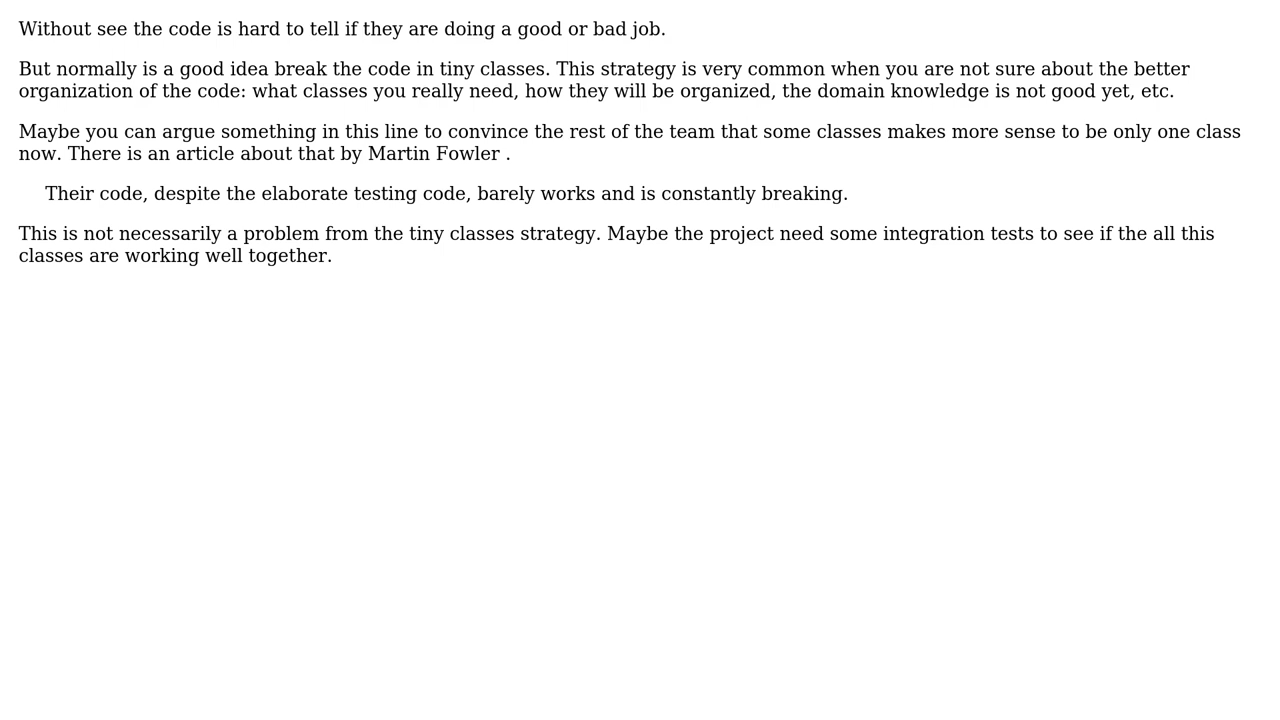 Without see the code is hard to tell if they are doing a good or bad job.
But normally is a good idea break the code in tiny classes. This strategy is very common when you are not sure about the better
organization of the code: what classes you really need, how they will be organized, the domain knowledge is not good yet, etc.
Maybe you can argue something in this line to convince the rest of the team that some classes makes more sense to be only one class
now. There is an article about that by Martin Fowler .
Their code, despite the elaborate testing code, barely works and is constantly breaking.
This is not necessarily a problem from the tiny classes strategy. Maybe the project need some integration tests to see if the all this
classes are working well together.